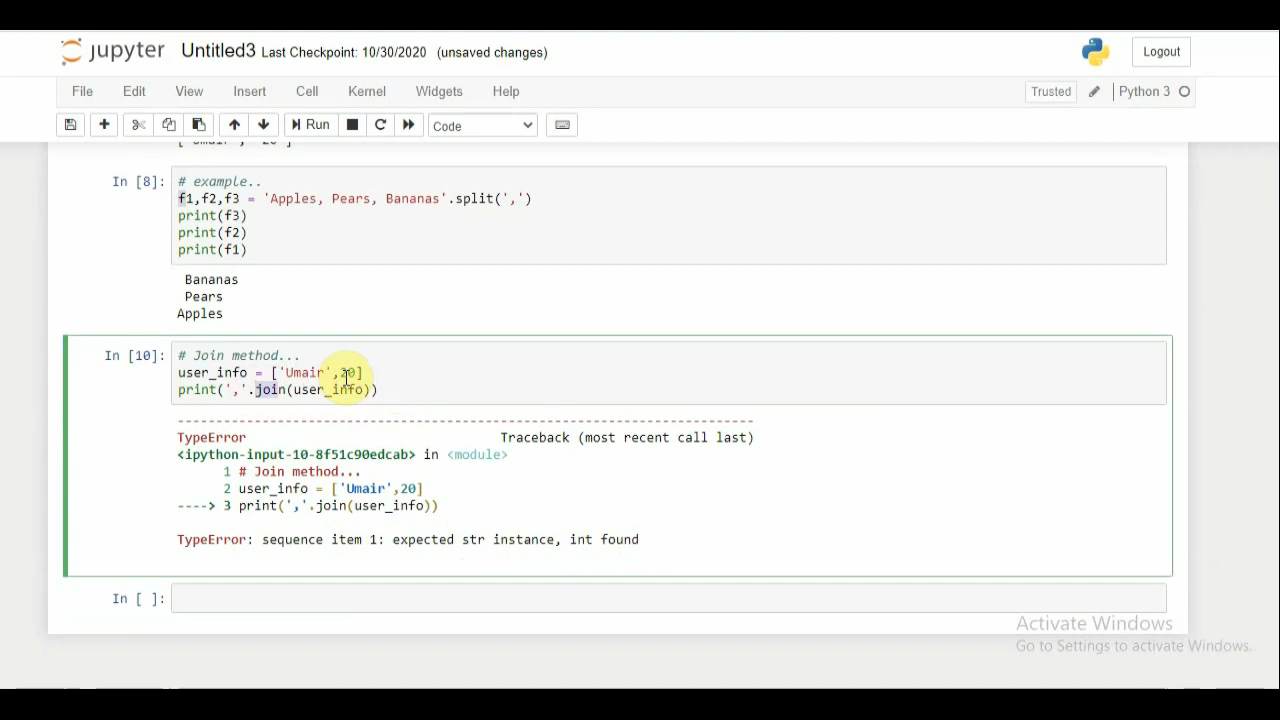 jupyter Untitled3 Last Checkpoint: 10/30/2020 (unsaved changes) Logout
File Edit View Insert Cell Kernel Widgets Help Trusted Python 3
Run Code
In [8]: # example..
f1,f2,f3 = 'Apples, Pears, Bananas'.split(',')
print(f3)
print(f2)
print(f1)
Bananas
Pears
Apples
In [10]: # Join method...
user_info = ['Umair',20]
print(','.join(user_info))
---------------------------------------------------------------------------
TypeError Traceback (most recent call last)
<ipython-input-10-8f51c90edcab> in <module>
1 # Join method...
2 user_info = ['Umair',20]
----> 3 print(','.join(user_info))
TypeError: sequence item 1: expected str instance, int found
In [ ]:
Activate Windows
Go to Settings to activate Windows.